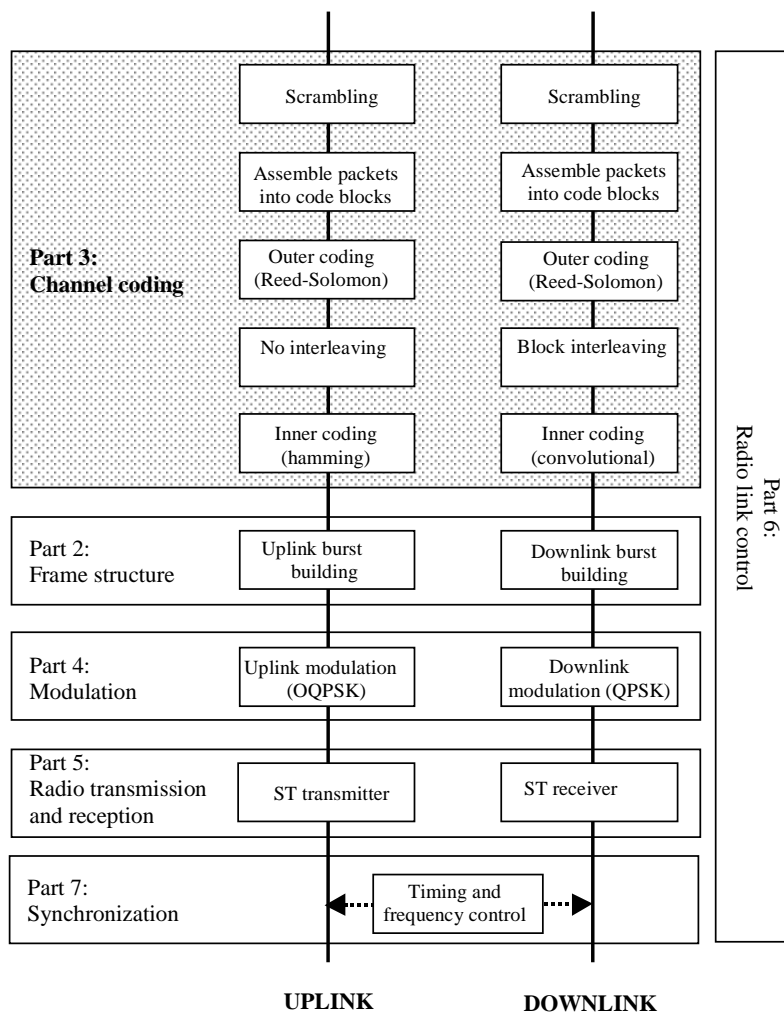 Scrambling
Scrambling
Assemble packets
into code blocks
Assemble packets
into code blocks
Part 3:
Channel coding
Outer coding
(Reed-Solomon)
Outer coding
(Reed-Solomon)
No interleaving
Block interleaving
Inner coding
(hamming)
Inner coding
(convolutional)
Part 2:
Frame structure
Uplink burst
building
Downlink burst
building
Part 4:
Modulation
Uplink modulation
(OQPSK)
Downlink
modulation (QPSK)
Part 5:
Radio transmission
and reception
ST transmitter
ST receiver
Part 7:
Synchronization
Timing and
frequency control
Part 6:
Radio link control
UPLINK
DOWNLINK